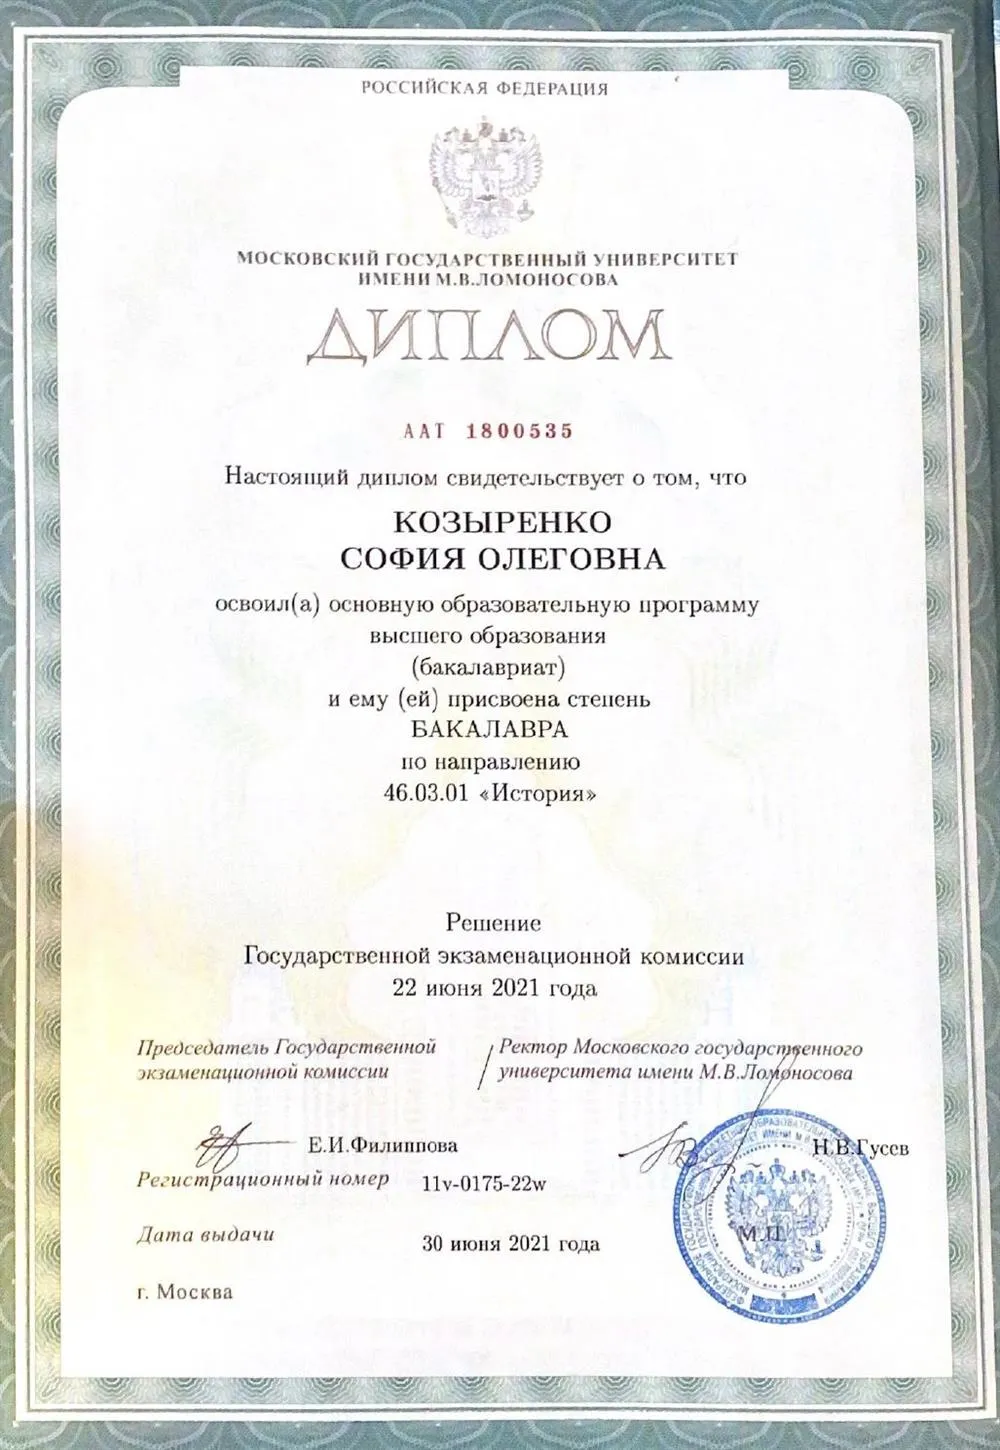 РОССИЙСКАЯ ФЕДЕРАЦИЯ
МОСКОВСКИЙ ГОСУДАРСТВЕННЫЙ УНИВЕРСИТЕТ
ИМЕНИ М.В.ЛОМОНОСОВА
ДИПЛОМ
ААТ 1800535
Настоящий диплом свидетельствует о том, что
КОЗЫРЕНКО
СОФИЯ ОЛЕГОВНА
освоил(а) основную образовательную программу
высшего образования
(бакалавриат)
и ему (ей) присвоена степень
БАКАЛАВРА
по направлению
46.03.01 «История»
Решение
Государственной экзаменационной комиссии
22 июня 2021 года
Председатель Государственной
экзаменационной комиссии
Ректор Московского государственного
университета имени М.В.Ломоносова
Е.И.Филиппова
Н.В.Гусев
Регистрационный номер 11v-0175-22w
М.П.
Дата выдачи 30 июня 2021 года
г. Москва